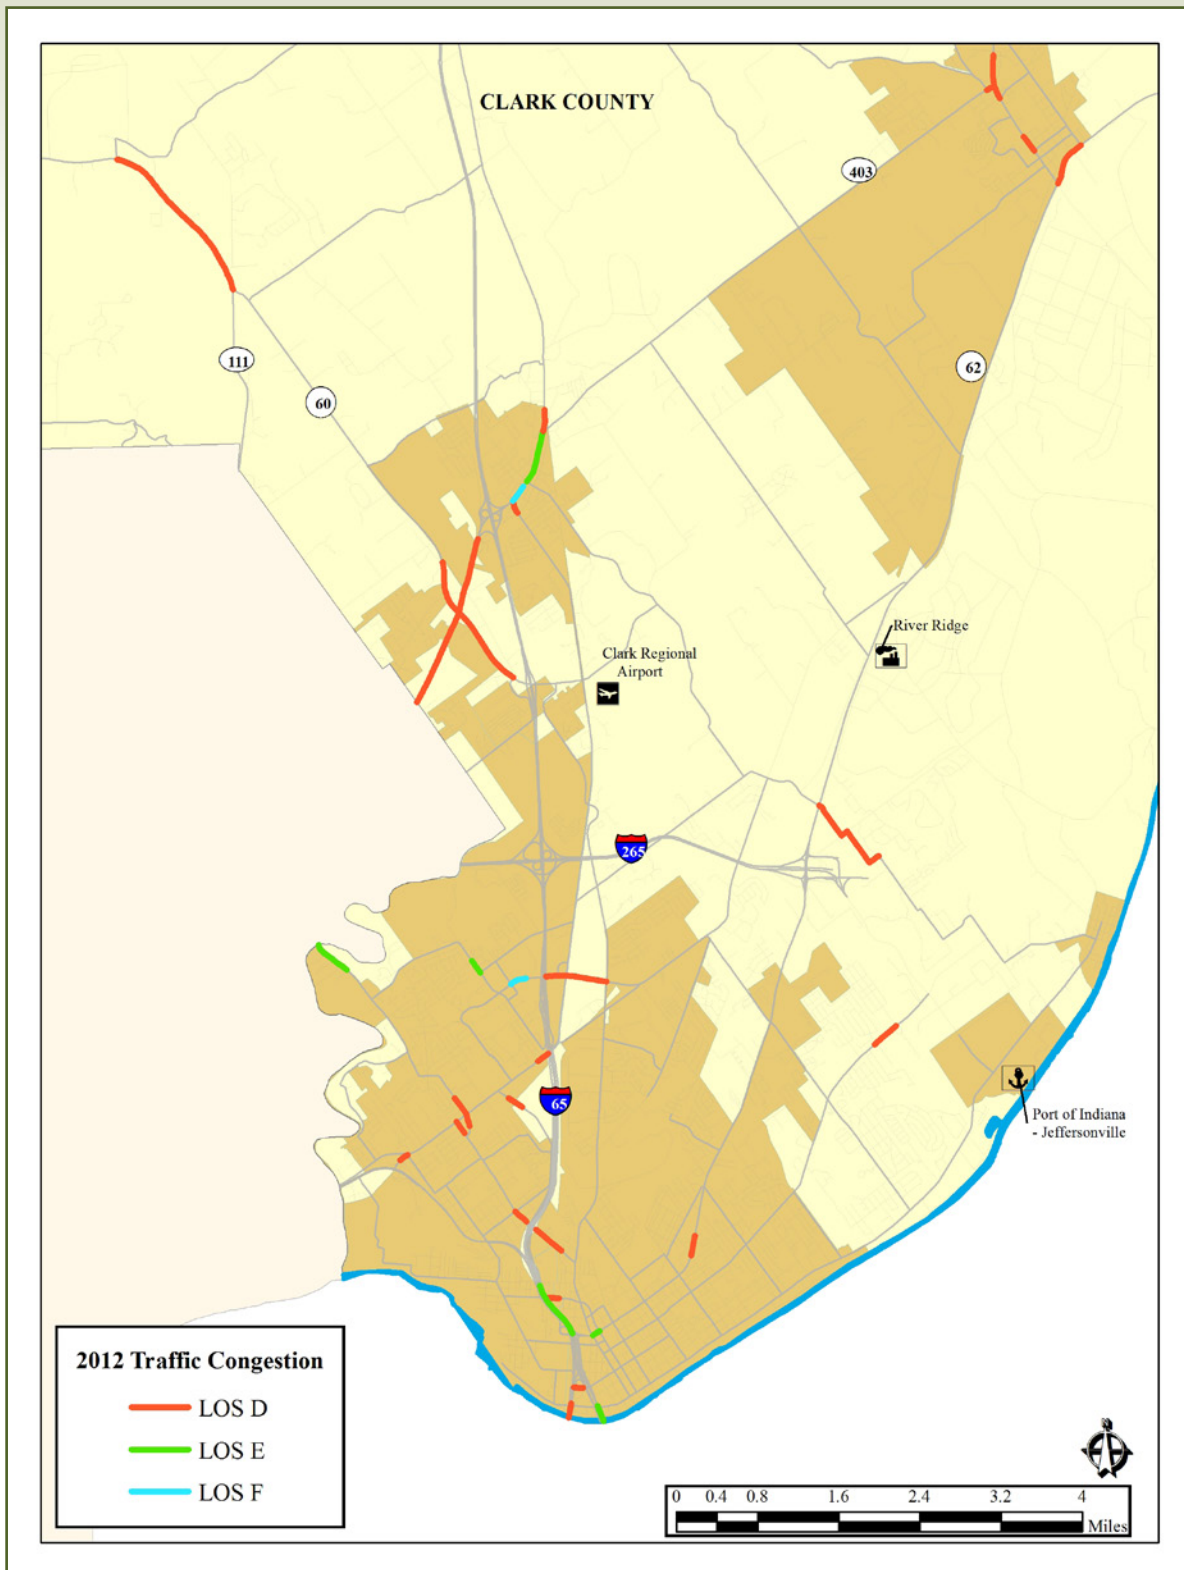 CLARK COUNTY
403
111
60
62
River Ridge
Clark Regional
Airport
265
65
Port of Indiana
- Jeffersonville
2012 Traffic Congestion
LOS D
LOS E
LOS F
0 0.4 0.8 1.6 2.4 3.2 4
Miles